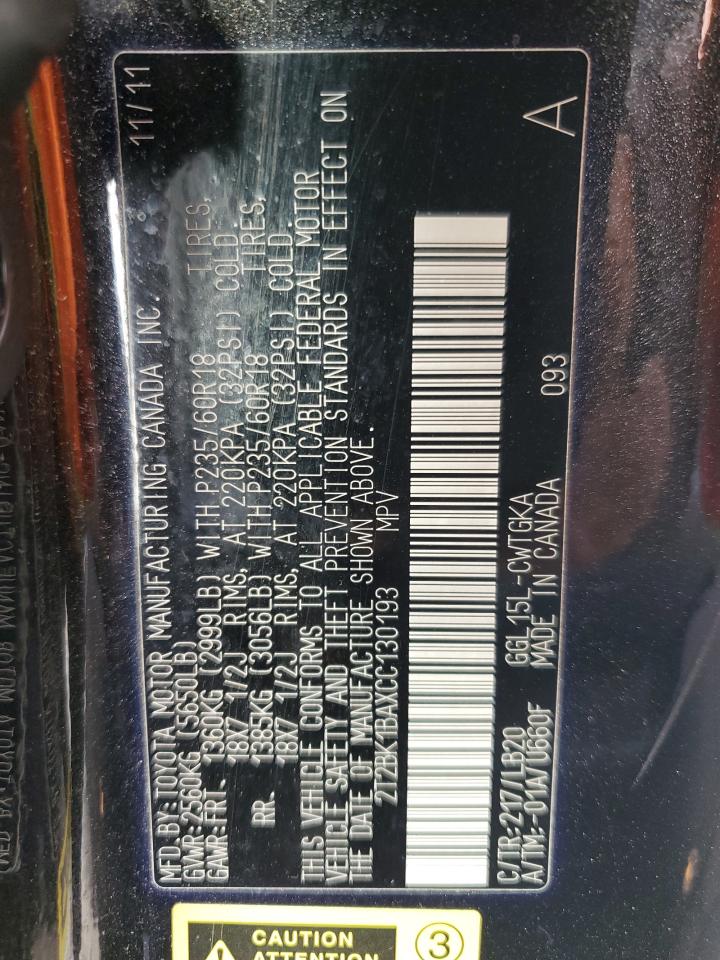 MFD.BY:TOYOTA MOTOR MANUFACTURING CANADA INC. 11/11
GVWR:2560KG (5650LB)
GAWR:FRT. 1360KG (2999LB) WITH P235/60R18 TIRES,
18X7 1/2J RIMS, AT 220KPA (32PSI) COLD.
RR. 1385KG (3056LB) WITH P235/60R18 TIRES,
18X7 1/2J RIMS, AT 220KPA (32PSI) COLD.
THIS VEHICLE CONFORMS TO ALL APPLICABLE FEDERAL MOTOR
VEHICLE SAFETY AND THEFT PREVENTION STANDARDS IN EFFECT ON
THE DATE OF MANUFACTURE SHOWN ABOVE.
2T2BK1BAXCC130193 MPV
C/TR:217/LB20 GGL15L-CWTGKA
A/TM:-01A/U660F MADE IN CANADA 093 A
CAUTION
ATTENTION
3